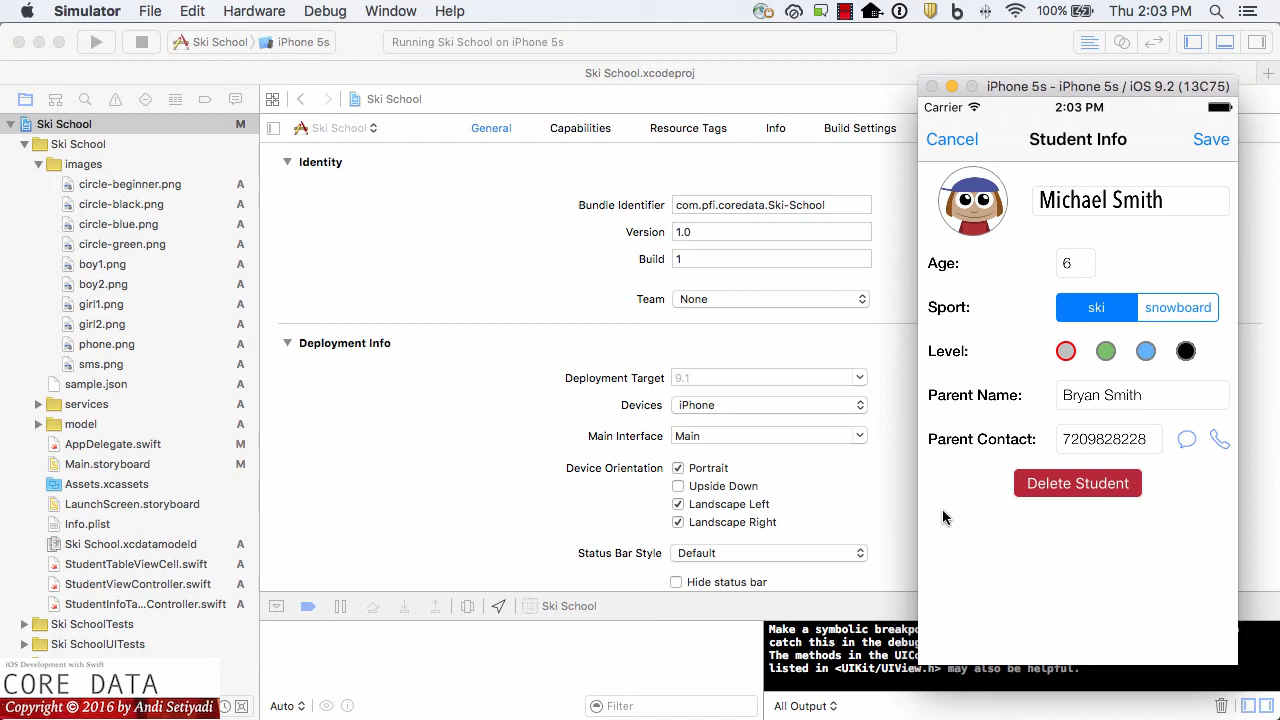 Simulator File Edit Hardware Debug Window Help 100% Thu 2:03 PM
Ski School iPhone 5s Running Ski School on iPhone 5s
Ski School.xcodeproj
iPhone 5s - iPhone 5s / iOS 9.2 (13C75)
Ski School
General Capabilities Resource Tags Info Build Settings
Ski School M
Ski School
images
circle-beginner.png A
circle-black.png A
circle-blue.png A
circle-green.png A
boy1.png A
boy2.png A
girl1.png A
girl2.png A
phone.png A
sms.png A
sample.json A
services A
model A
AppDelegate.swift M
Main.storyboard M
Assets.xcassets A
LaunchScreen.storyboard A
Info.plist A
Ski School.xcdatamodeld A
StudentTableViewCell.swift A
StudentViewController.swift A
StudentInfoTa...Controller.swift A
Ski SchoolTests A
Ski SchoolUITests A
iOS Development with Swift
CORE DATA
Copyright © 2016 by Andi Setiyadi
Ski School
Identity
Bundle Identifier com.pfi.coredata.Ski-School
Version 1.0
Build 1
Team None
Deployment Info
Deployment Target 9.1
Devices iPhone
Main Interface Main
Device Orientation Portrait
Upside Down
Landscape Left
Landscape Right
Status Bar Style Default
Hide status bar
Ski School
Make a symbolic breakpo
catch this in the debug
The methods in the UICo
listed in <UIKit/UIView.h> may also be helpful.
Auto Filter All Output
Carrier 2:03 PM
Cancel Student Info Save
Michael Smith
Age: 6
Sport: ski snowboard
Level:
Parent Name: Bryan Smith
Parent Contact: 7209828228
Delete Student